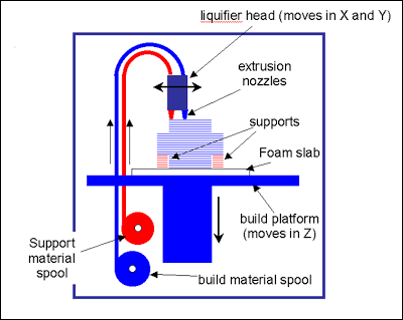 liquifier head (moves in X and Y)
extrusion
nozzles
supports
Foam slab
build platform
(moves in Z)
Support
material
spool
build material spool